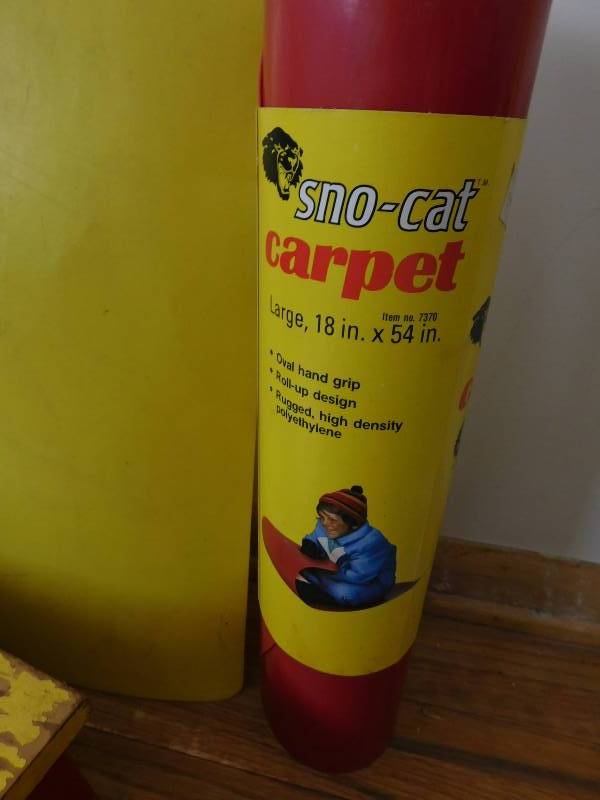 sno-cat T.M.
carpet
Item no. 7370
Large, 18 in. x 54 in.
• Oval hand grip
• Roll-up design
• Rugged, high density
polyethylene